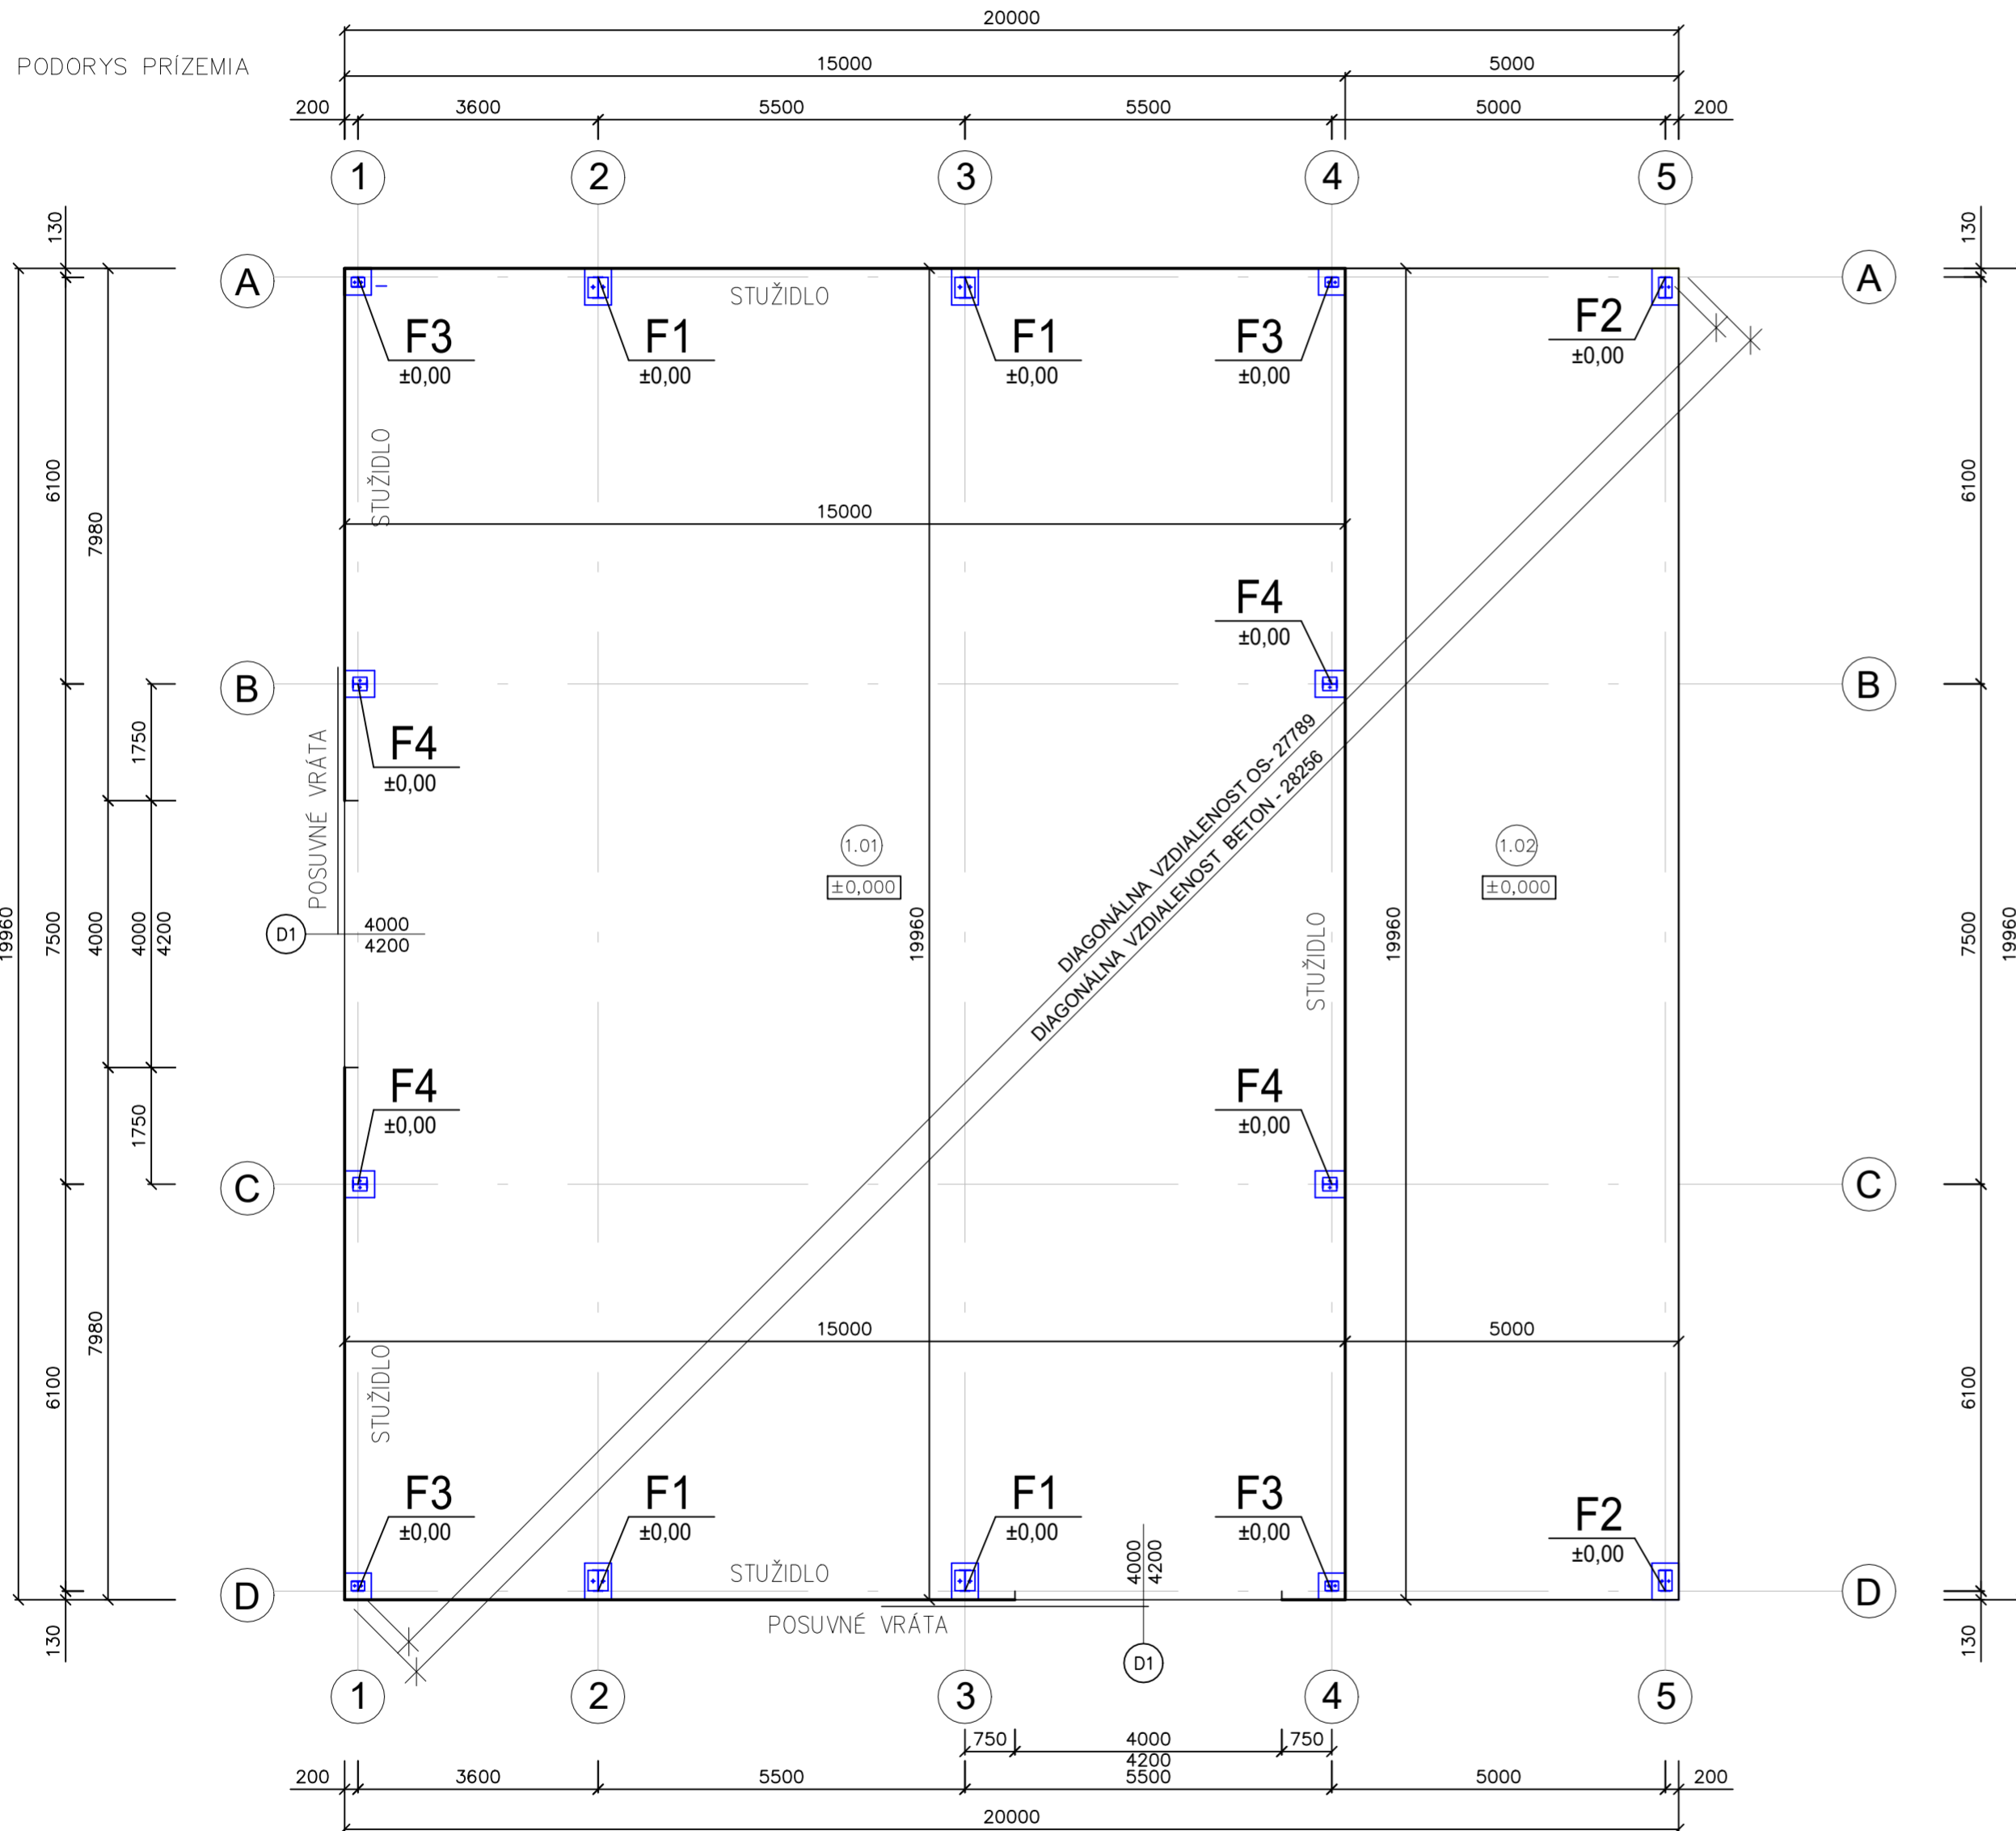 20000
PODORYS PRÍZEMIA
15000 5000
200 3600 5500 5500 5000 200
1 2 3 4 5
130 130
A A
STUŽIDLO
F3 F1 F1 F3 F2
±0,00 ±0,00 ±0,00 ±0,00 ±0,00
STUŽIDLO
6100 6100
7980
15000
F4
±0,00
B B
1750
F4
±0,00
POSUVNÉ VRÁTA
DIAGONÁLNA VZDIALENOST OS- 27789
DIAGONÁLNA VZDIALENOST BETON - 28256
1.01 1.02
±0,000 ±0,000
19960 7500 4000 4000 4200
D1 4000
4200
19960
STUŽIDLO
19960
7500 19960
F4 F4
±0,00 ±0,00
1750
C C
15000 5000
7980
6100 6100
STUŽIDLO
F3 F1 F1 F3 F2
±0,00 ±0,00 ±0,00 ±0,00 ±0,00
4000
4200
STUŽIDLO
D D
POSUVNÉ VRÁTA
130 130
D1
1 2 3 4 5
750 4000 750
4200
200 3600 5500 5500 5000 200
20000